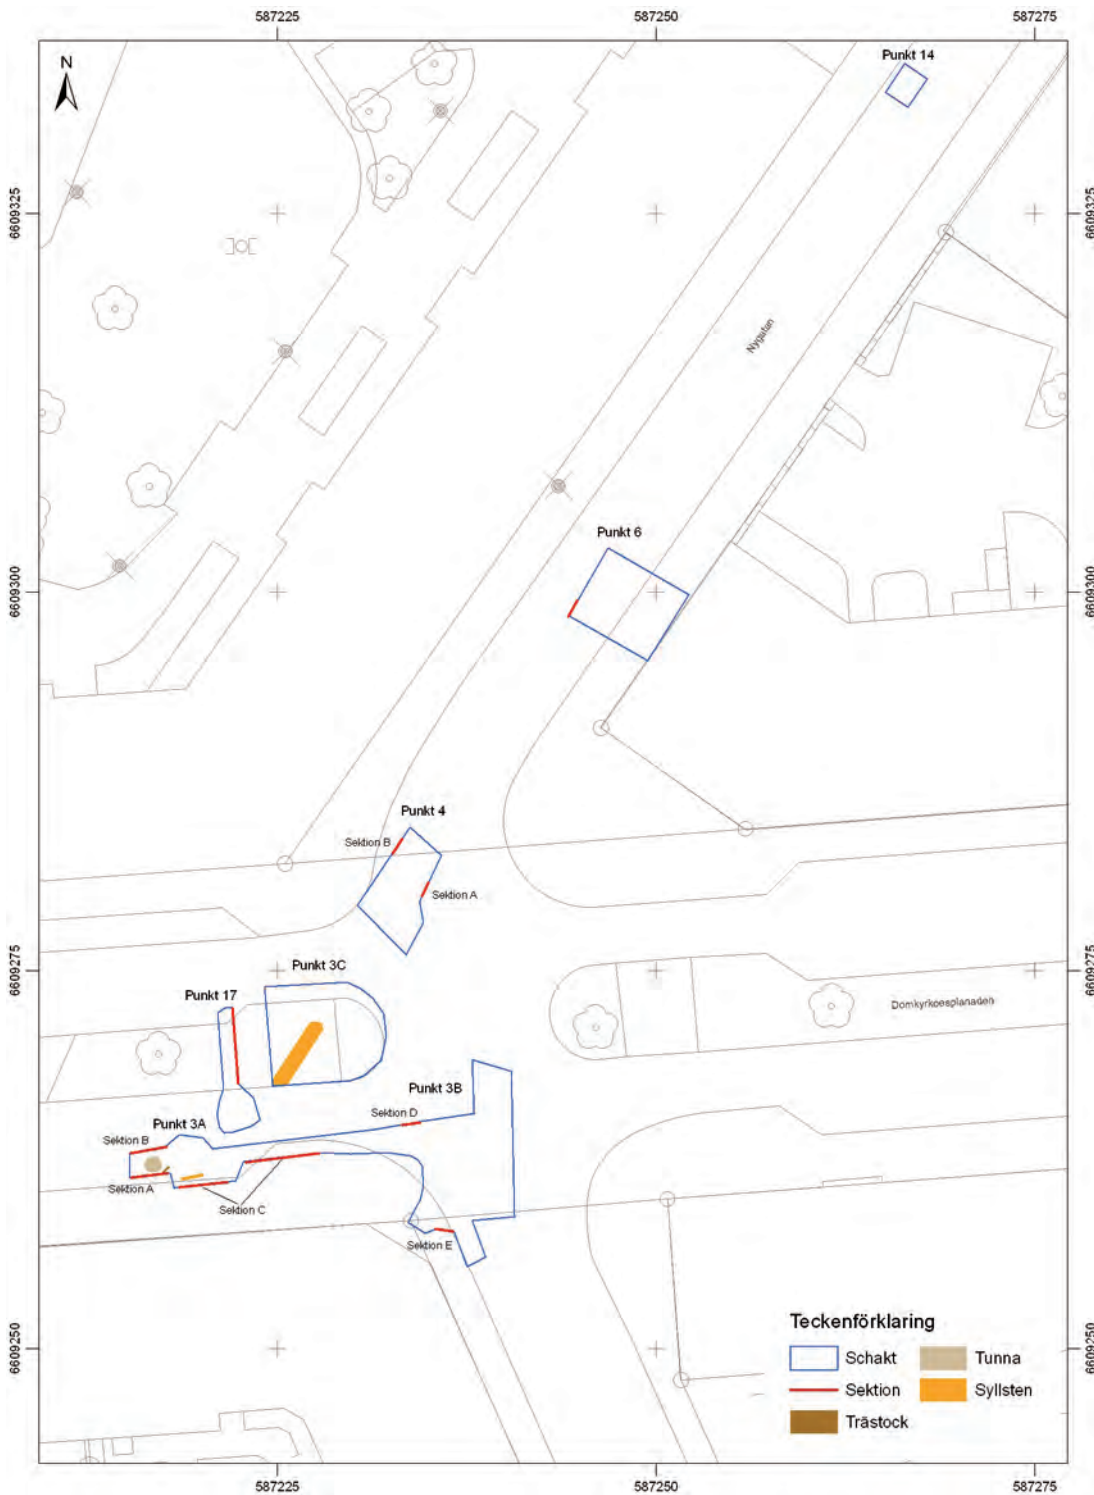 587225 587250 587275
N
Punkt 14
6609325 6609325
Nygatan
Punkt 6
6609300 6609300
Punkt 4
Sektion B
Sektion A
6609275 6609275
Punkt 3C
Punkt 17
Domkyrkoesplanaden
Punkt 3B
Sektion D
Punkt 3A
Sektion B
Sektion A
Sektion C
Sektion E
6609250 6609250
Teckenförklaring
Schakt Tunna
Sektion Syllsten
Trästock
587225 587250 587275